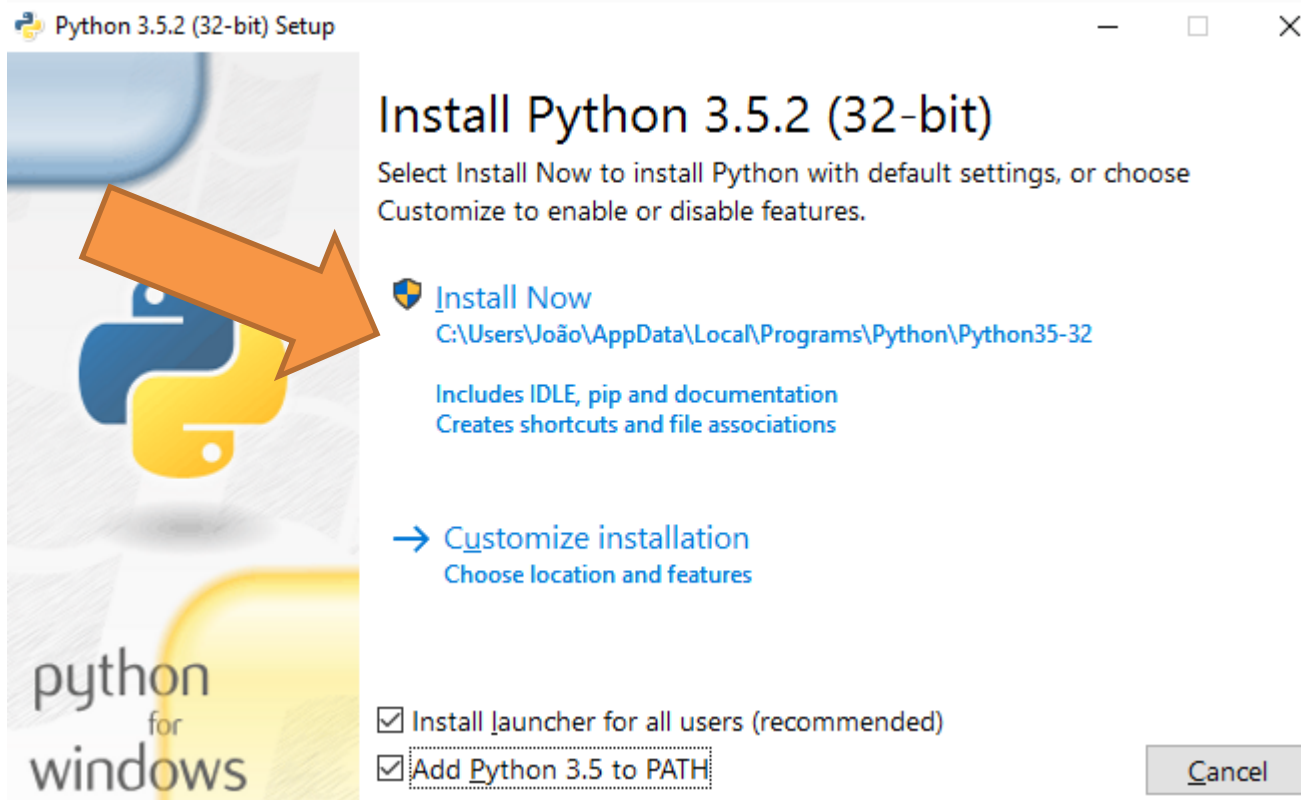 Python 3.5.2 (32-bit) Setup
Install Python 3.5.2 (32-bit)
Select Install Now to install Python with default settings, or choose
Customize to enable or disable features.
Install Now
C:\Users\João\AppData\Local\Programs\Python\Python35-32
Includes IDLE, pip and documentation
Creates shortcuts and file associations
Customize installation
Choose location and features
python
for
windows
Install launcher for all users (recommended)
Add Python 3.5 to PATH
Cancel